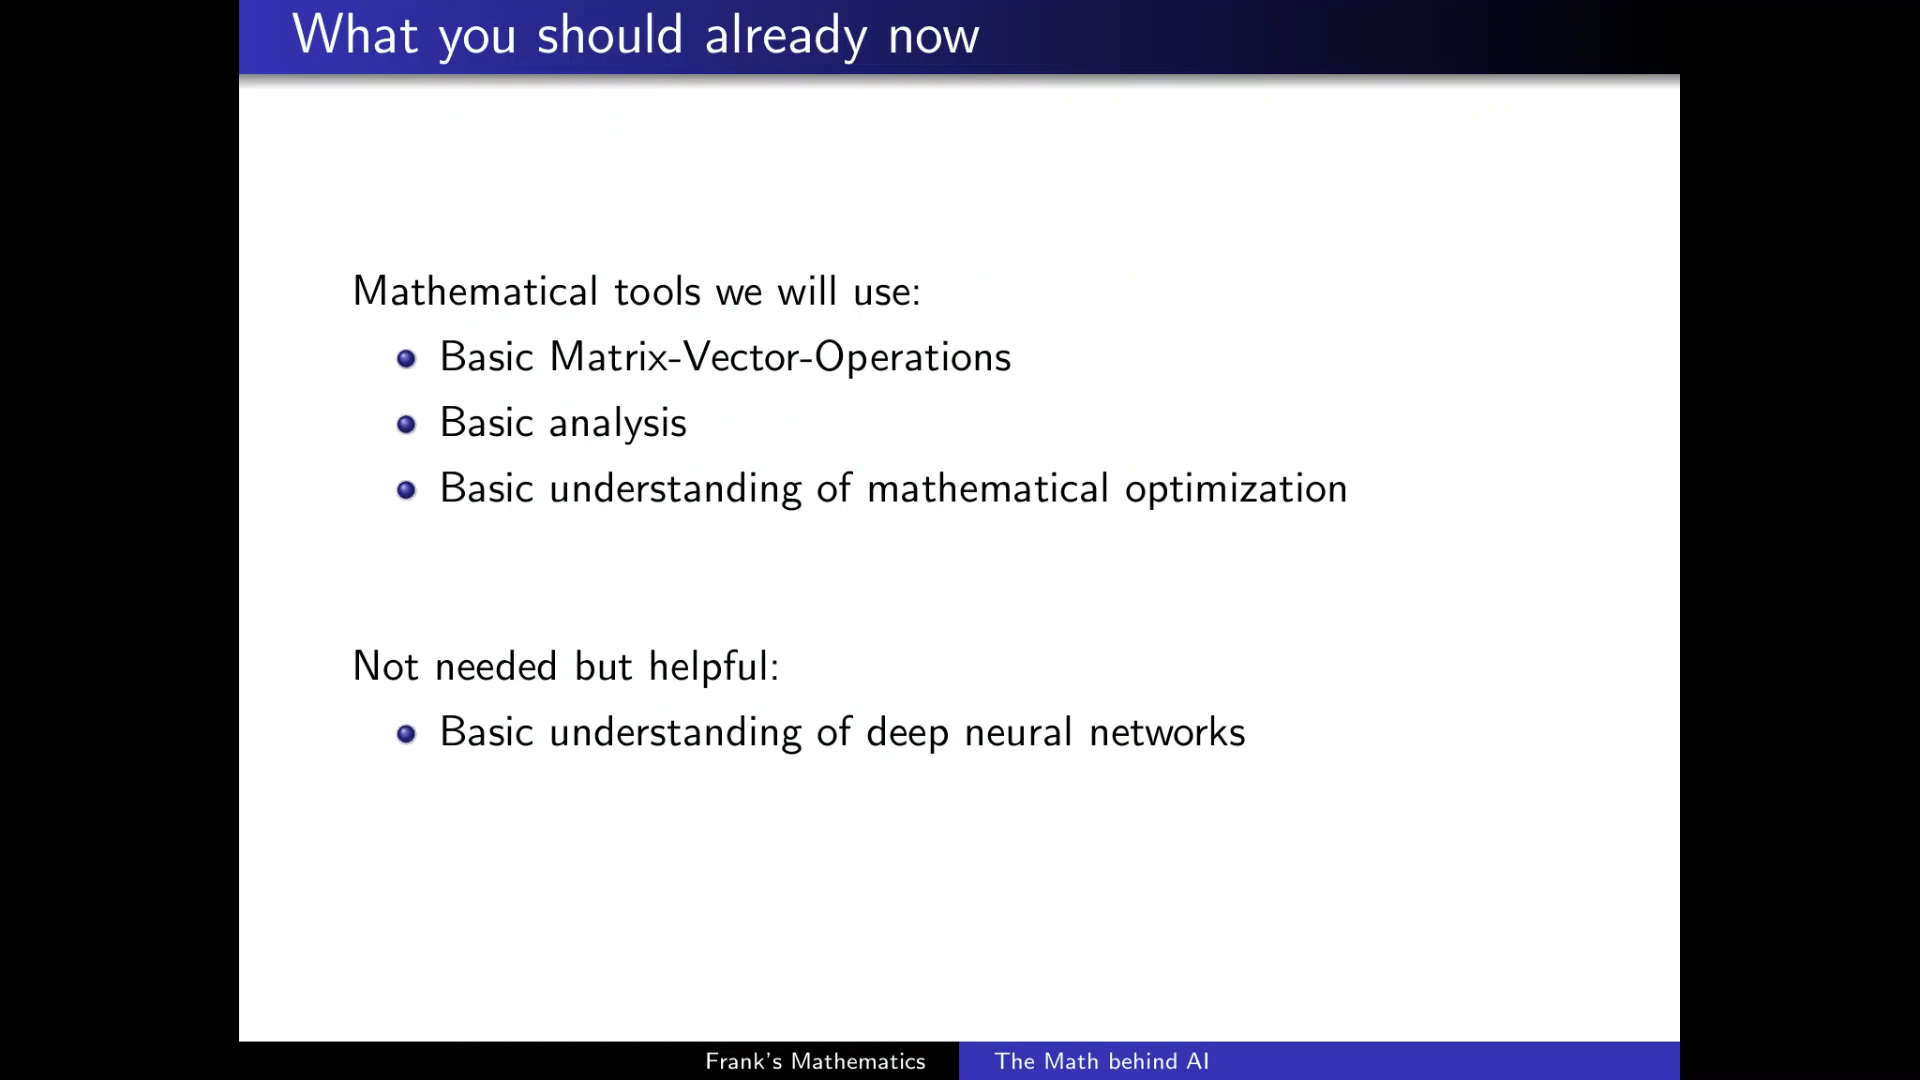 What you should already now
Mathematical tools we will use:
Basic Matrix-Vector-Operations
Basic analysis
Basic understanding of mathematical optimization
Not needed but helpful:
Basic understanding of deep neural networks
Frank's Mathematics
The Math behind AI